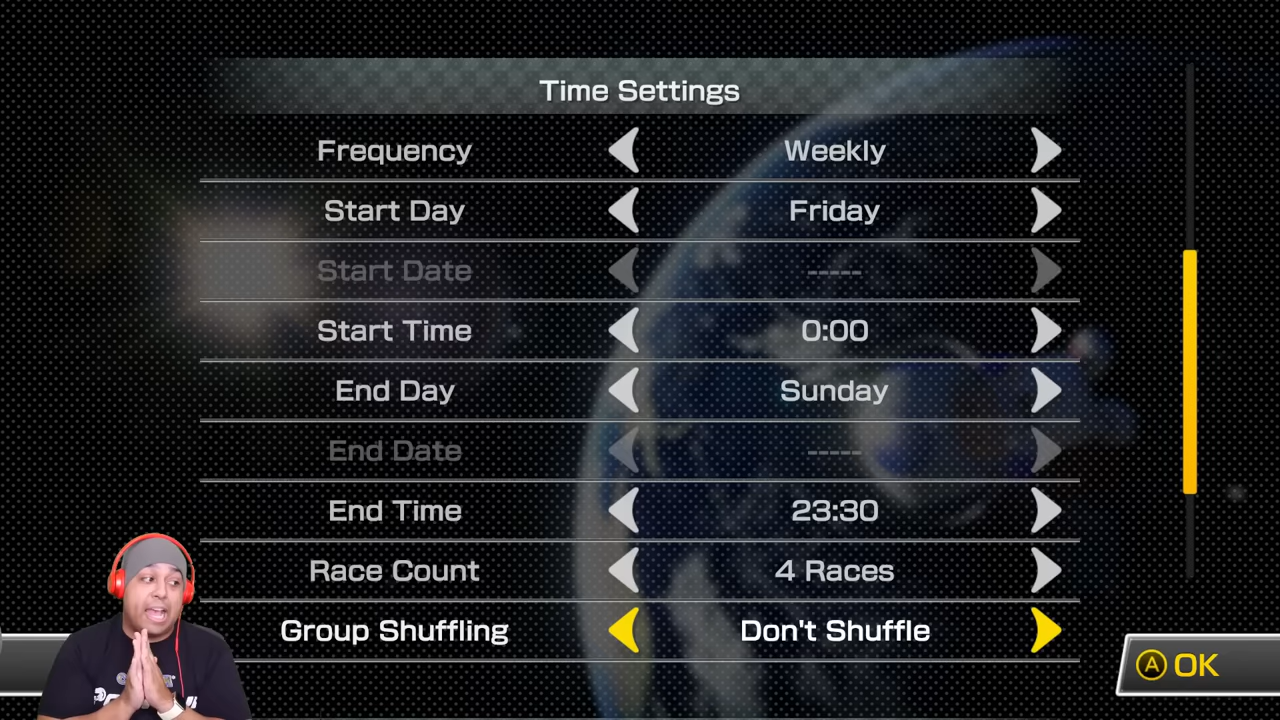 Time Settings
Frequency Weekly
Start Day Friday
Start Date -----
Start Time 0:00
End Day Sunday
End Date -----
End Time 23:30
Race Count 4 Races
Group Shuffling Don't Shuffle
A OK